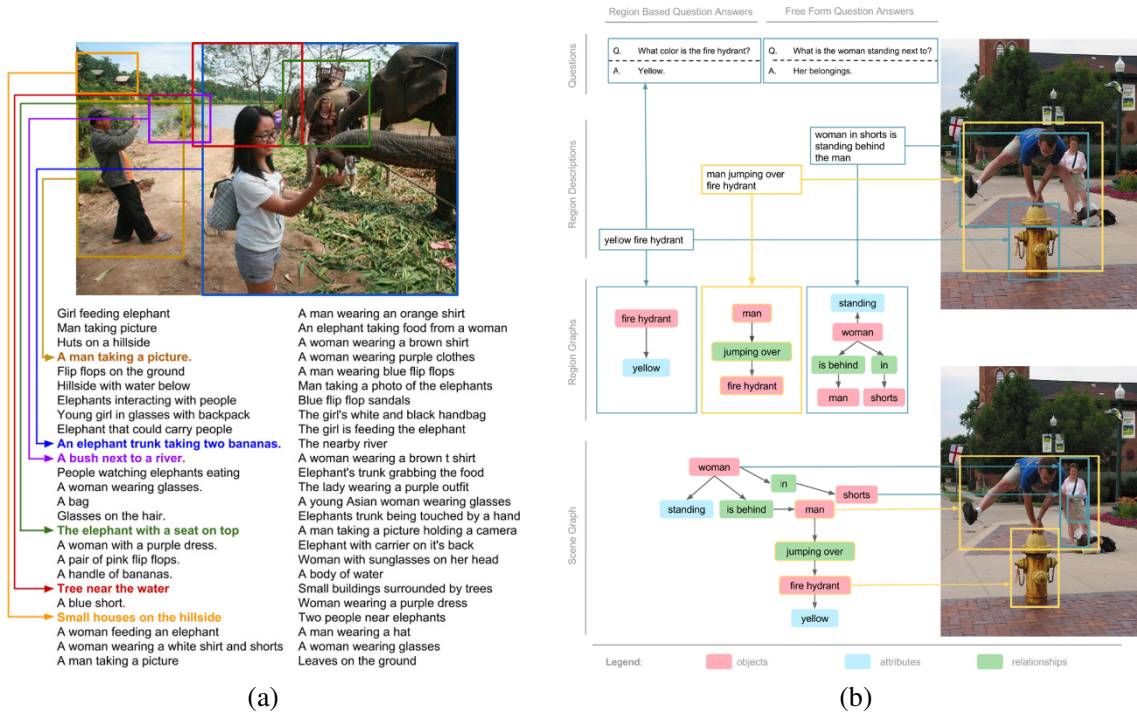 Girl feeding elephant
Man taking picture
Huts on a hillside
A man taking a picture.
Flip flops on the ground
Hillside with water below
Elephants interacting with people
Young girl in glasses with backpack
Elephant that could carry people
An elephant trunk taking two bananas.
A bush next to a river.
People watching elephants eating
A woman wearing glasses.
A bag
Glasses on the hair.
The elephant with a seat on top
A woman with a purple dress.
A pair of pink flip flops.
A handle of bananas.
Tree near the water
A blue short.
Small houses on the hillside
A woman feeding an elephant
A woman wearing a white shirt and shorts
A man taking a picture
A man wearing an orange shirt
An elephant taking food from a woman
A woman wearing a brown shirt
A woman wearing purple clothes
A man wearing blue flip flops
Man taking a photo of the elephants
Blue flip flop sandals
The girl's white and black handbag
The girl is feeding the elephant
The nearby river
A woman wearing a brown t shirt
Elephant's trunk grabbing the food
The lady wearing a purple outfit
A young Asian woman wearing glasses
Elephants trunk being touched by a hand
A man taking a picture holding a camera
Elephant with carrier on it's back
Woman with sunglasses on her head
A body of water
Small buildings surrounded by trees
Woman wearing a purple dress
Two people near elephants
A man wearing a hat
A woman wearing glasses
Leaves on the ground
(a)
Region Based Question Answers
Free Form Question Answers
Questions
Q. What color is the fire hydrant?
A. Yellow.
Q. What is the woman standing next to?
A. Her belongings.
Region Descriptions
woman in shorts is
standing behind
the man
man jumping over
fire hydrant
yellow fire hydrant
Region Graphs
fire hydrant
yellow
man
jumping over
fire hydrant
standing
woman
is behind
in
man
shorts
Scene Graph
woman
in
shorts
standing
is behind
man
jumping over
fire hydrant
yellow
Legend:
objects
attributes
relationships
(b)